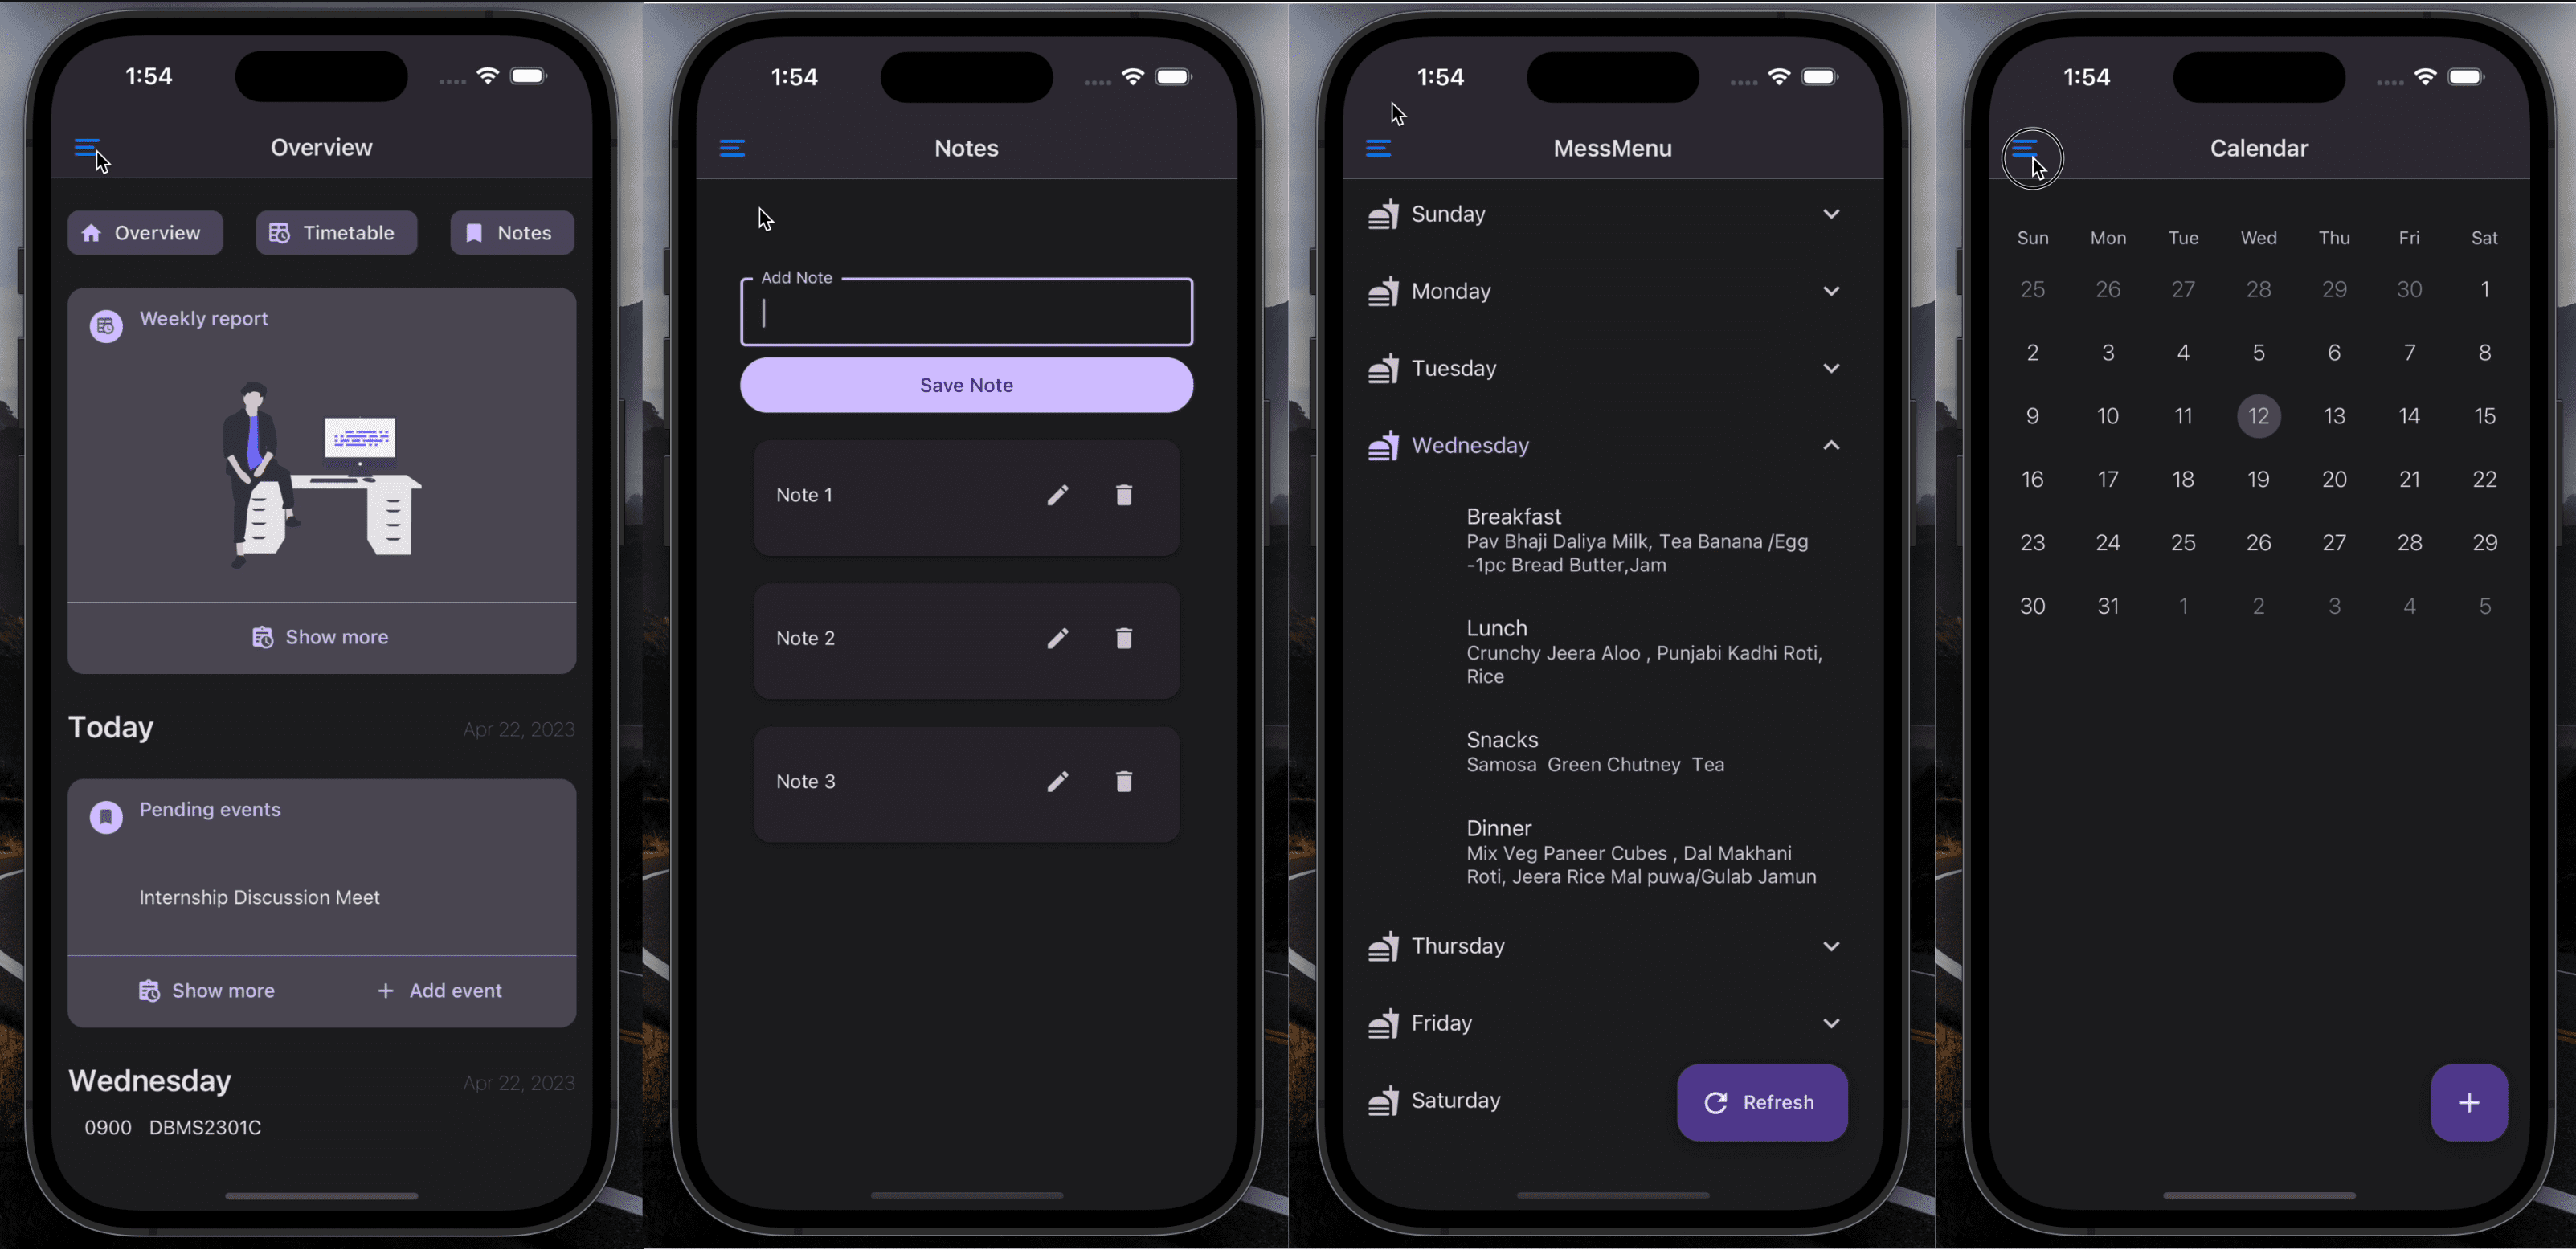 1:54
Overview
Overview Timetable Notes
Weekly report
Show more
Today Apr 22, 2023
Pending events
Internship Discussion Meet
Show more + Add event
Wednesday Apr 22, 2023
0900 DBMS2301C
1:54
Notes
Add Note
Save Note
Note 1
Note 2
Note 3
1:54
MessMenu
Sunday
Monday
Tuesday
Wednesday
Breakfast
Pav Bhaji Daliya Milk, Tea Banana /Egg
-1pc Bread Butter,Jam
Lunch
Crunchy Jeera Aloo , Punjabi Kadhi Roti,
Rice
Snacks
Samosa  Green Chutney  Tea
Dinner
Mix Veg Paneer Cubes , Dal Makhani
Roti, Jeera Rice Mal puwa/Gulab Jamun
Thursday
Friday
Saturday
Refresh
1:54
Calendar
Sun Mon Tue Wed Thu Fri Sat
25 26 27 28 29 30 1
2 3 4 5 6 7 8
9 10 11 12 13 14 15
16 17 18 19 20 21 22
23 24 25 26 27 28 29
30 31 1 2 3 4 5
+